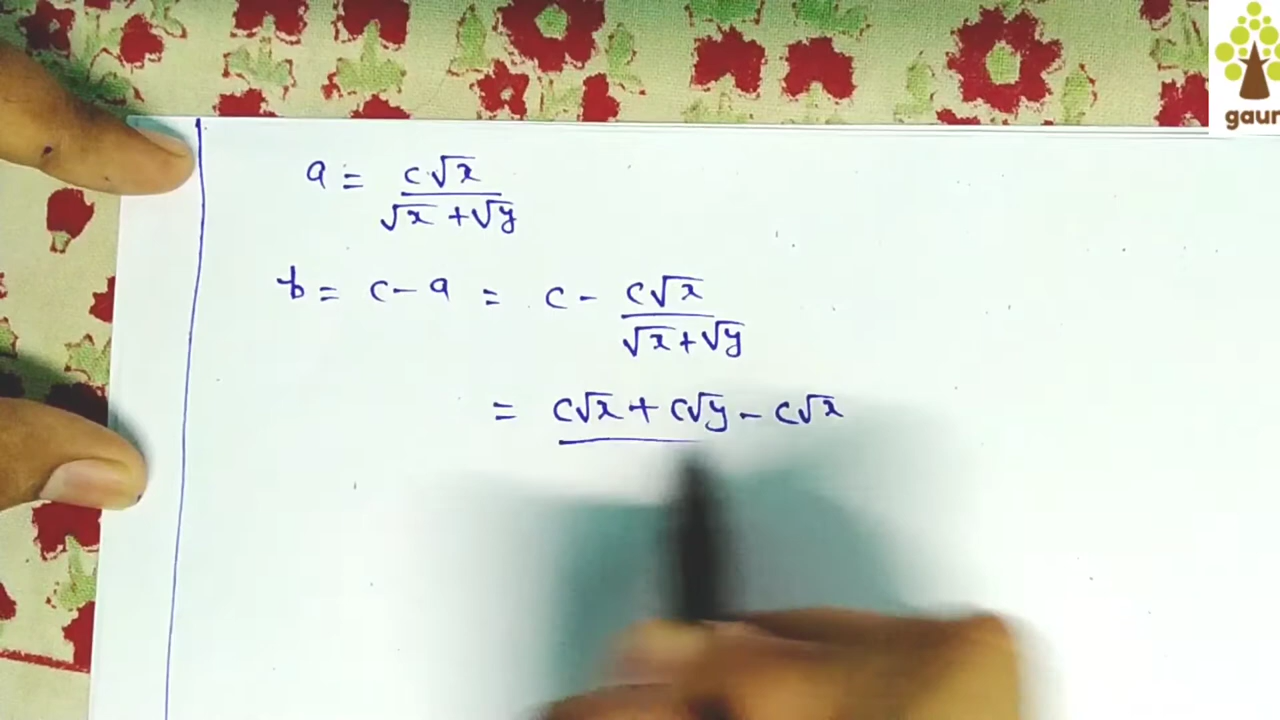 gaur
a = c√x / √x + √y
b = c - a = c - c√x / √x + √y
= c√x + c√y - c√x